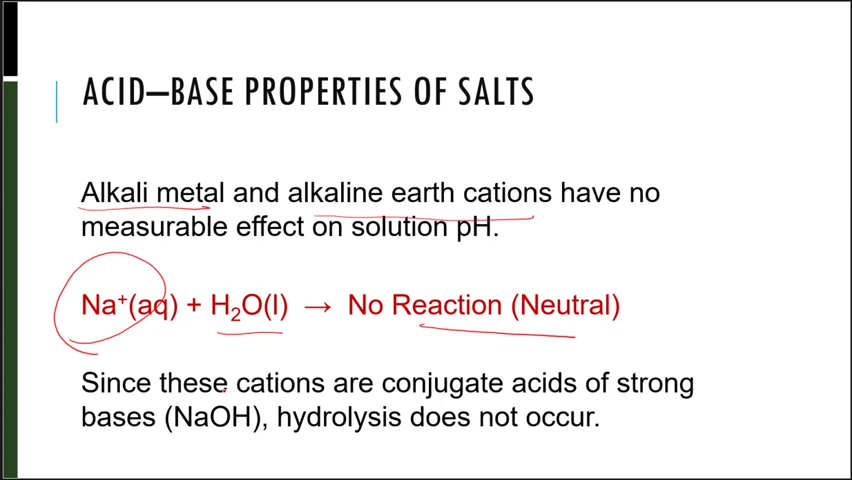 ACID—BASE PROPERTIES OF SALTS
Alkali metal and alkaline earth cations have no
measurable effect on solution pH.
Na⁺(aq) + H₂O(l) → No Reaction (Neutral)
Since these cations are conjugate acids of strong
bases (NaOH), hydrolysis does not occur.